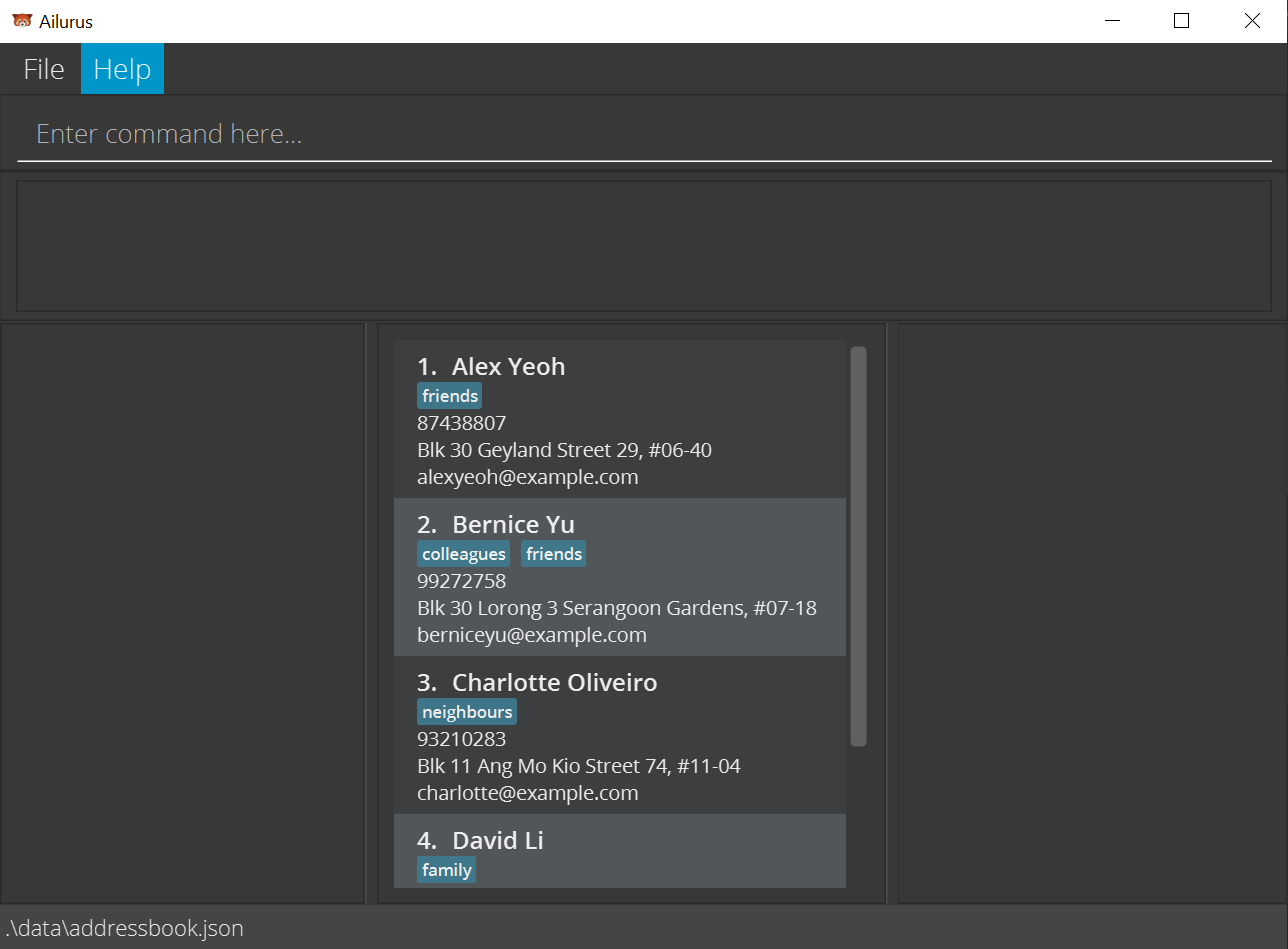 Ailurus
File Help
Enter command here...
1. Alex Yeoh
friends
87438807
Blk 30 Geyland Street 29, #06-40
alexyeoh@example.com
2. Bernice Yu
colleagues friends
99272758
Blk 30 Lorong 3 Serangoon Gardens, #07-18
berniceyu@example.com
3. Charlotte Oliveiro
neighbours
93210283
Blk 11 Ang Mo Kio Street 74, #11-04
charlotte@example.com
4. David Li
family
.\data\addressbook.json